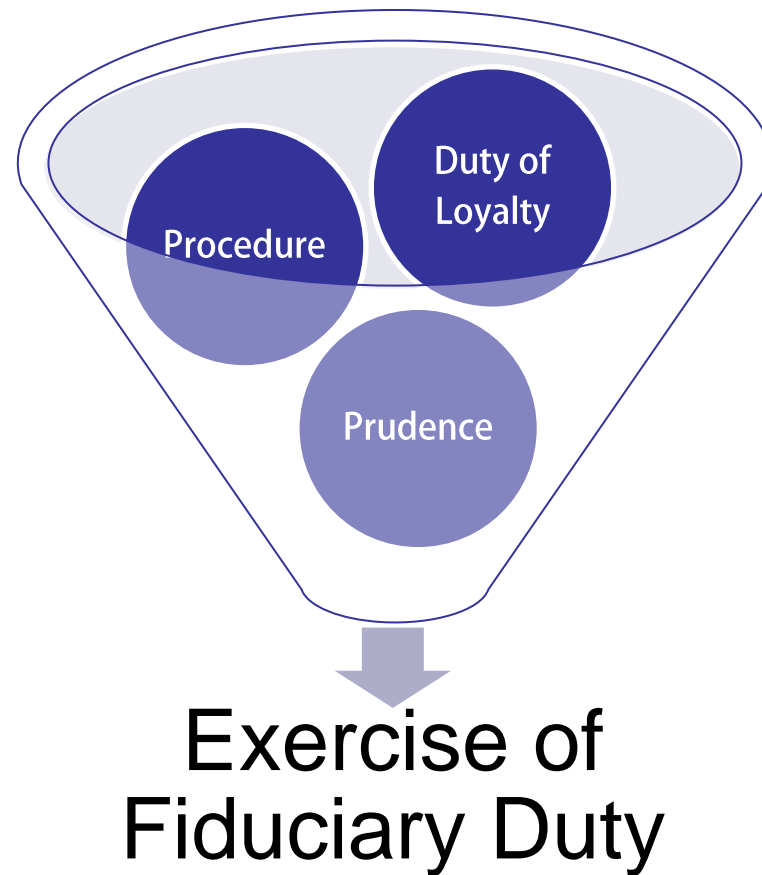 Duty of
Loyalty
Procedure
Prudence
Exercise of
Fiduciary Duty